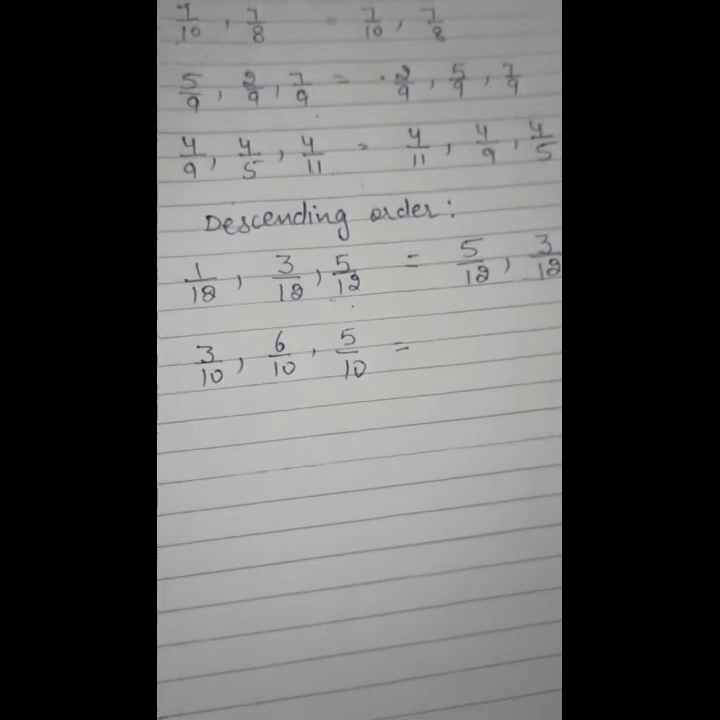 7/10, 7/8 = 7/10, 7/8
5/9, 2/9, 7/9 = 2/9, 5/9, 7/9
4/9, 4/5, 4/11 = 4/11, 4/9, 4/5
Descending order:
1/12, 3/12, 5/12 = 5/12, 3/12
3/10, 6/10, 5/10 =